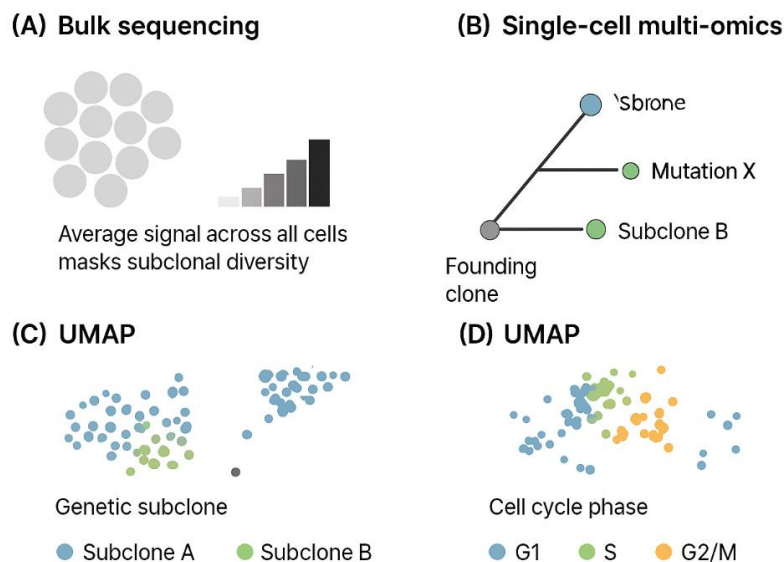 (A) Bulk sequencing
Average signal across all cells
masks subclonal diversity
(B) Single-cell multi-omics
Mutation X
Subclone B
Founding
clone
(C) UMAP
Genetic subclone
Subclone A
Subclone B
(D) UMAP
Cell cycle phase
G1
S
G2/M